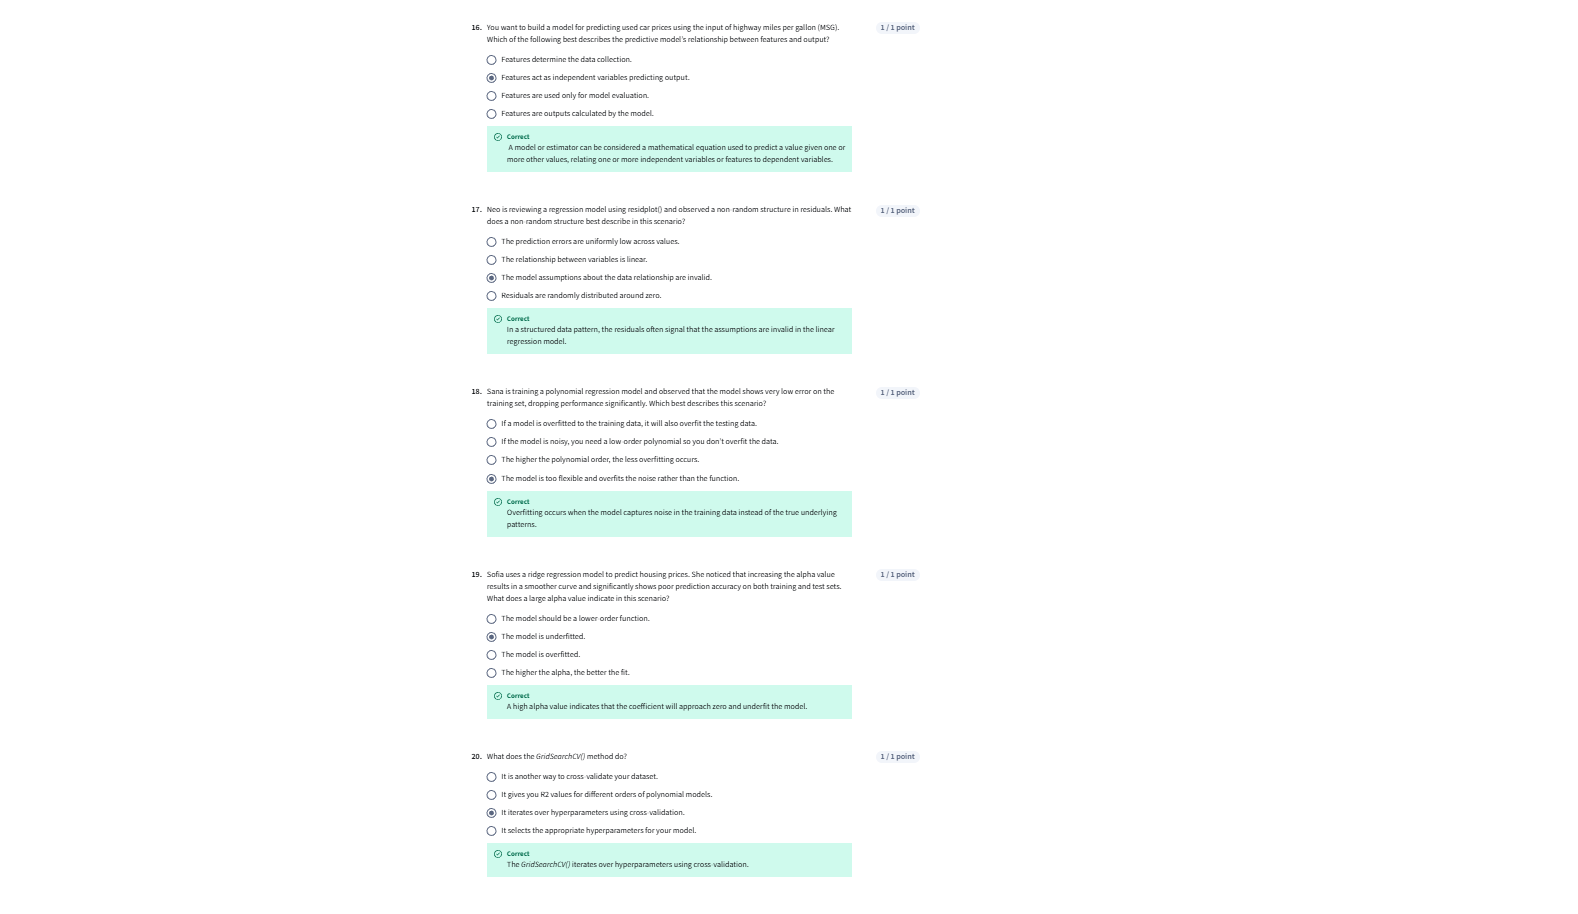 16. You want to build a model for predicting used car prices using the input of highway miles per gallon (MSG).
Which of the following best describes the predictive model's relationship between features and output?
1 / 1 point
Features determine the data collection.
Features act as independent variables predicting output.
Features are used only for model evaluation.
Features are outputs calculated by the model.
Correct
A model or estimator can be considered a mathematical equation used to predict a value given one or
more other values, relating one or more independent variables or features to dependent variables.
17. Neo is reviewing a regression model using residplot() and observed a non-random structure in residuals. What
does a non-random structure best describe in this scenario?
1 / 1 point
The prediction errors are uniformly low across values.
The relationship between variables is linear.
The model assumptions about the data relationship are invalid.
Residuals are randomly distributed around zero.
Correct
In a structured data pattern, the residuals often signal that the assumptions are invalid in the linear
regression model.
18. Sana is training a polynomial regression model and observed that the model shows very low error on the
training set, dropping performance significantly. Which best describes this scenario?
1 / 1 point
If a model is overfitted to the training data, it will also overfit the testing data.
If the model is noisy, you need a low-order polynomial so you don't overfit the data.
The higher the polynomial order, the less overfitting occurs.
The model is too flexible and overfits the noise rather than the function.
Correct
Overfitting occurs when the model captures noise in the training data instead of the true underlying
patterns.
19. Sofia uses a ridge regression model to predict housing prices. She noticed that increasing the alpha value
results in a smoother curve and significantly shows poor prediction accuracy on both training and test sets.
What does a large alpha value indicate in this scenario?
1 / 1 point
The model should be a lower-order function.
The model is underfitted.
The model is overfitted.
The higher the alpha, the better the fit.
Correct
A high alpha value indicates that the coefficient will approach zero and underfit the model.
20. What does the GridSearchCV() method do?
1 / 1 point
It is another way to cross-validate your dataset.
It gives you R2 values for different orders of polynomial models.
It iterates over hyperparameters using cross-validation.
It selects the appropriate hyperparameters for your model.
Correct
The GridSearchCV() iterates over hyperparameters using cross-validation.